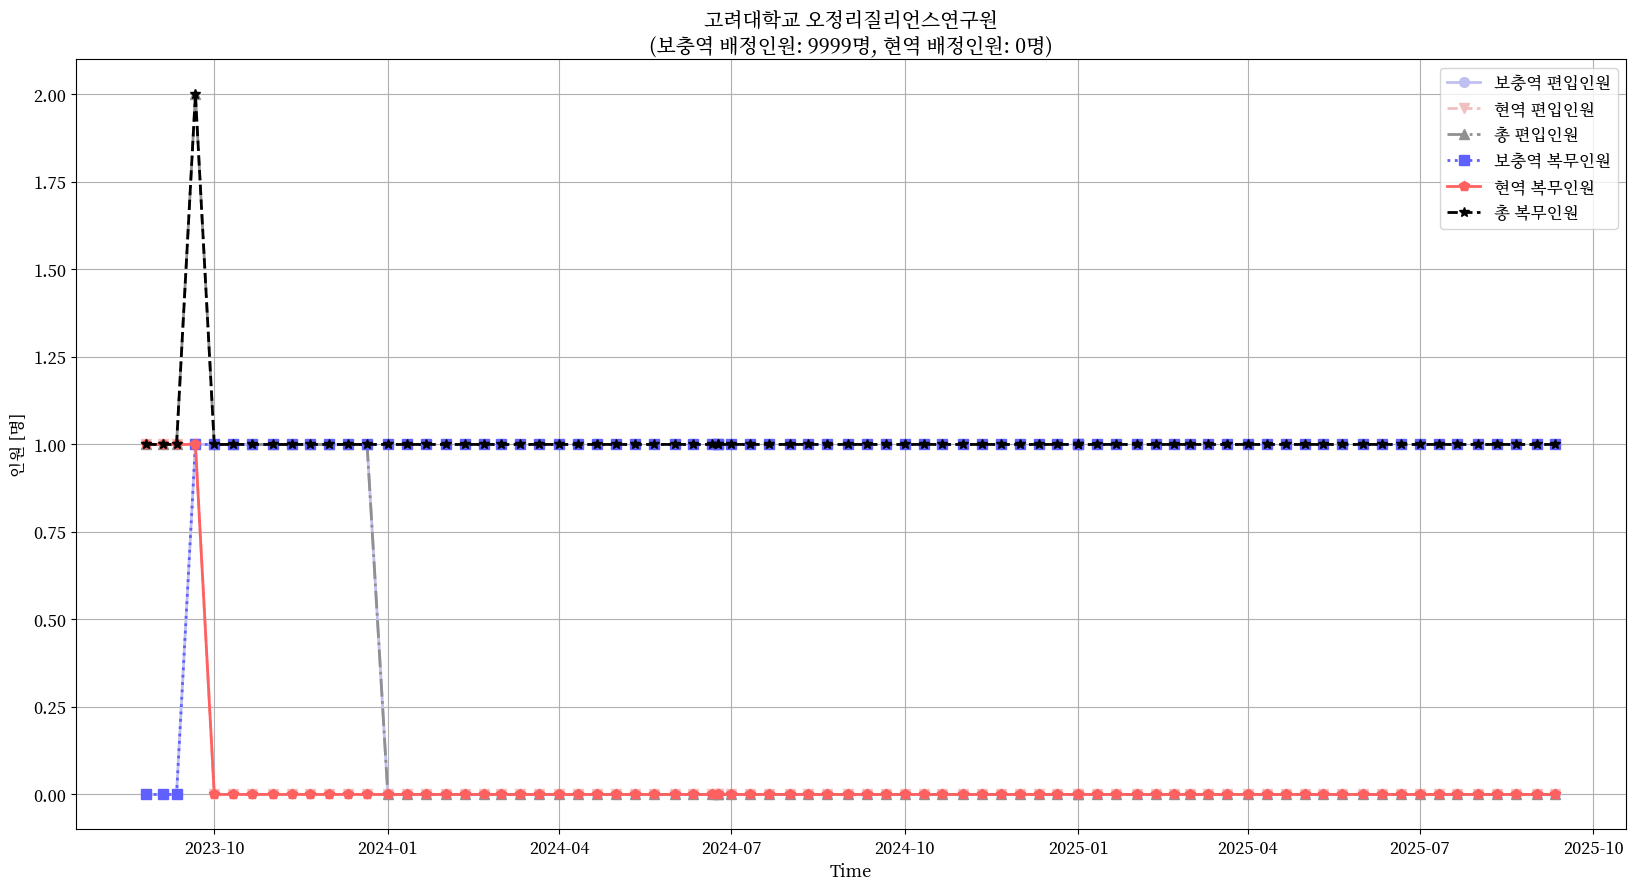 고려대학교 오정리질리언스연구원
(보충역 배정인원: 9999명, 현역 배정인원: 0명)
보충역 편입인원
현역 편입인원
총 편입인원
보충역 복무인원
현역 복무인원
총 복무인원
인원 [명]
2.00
1.75
1.50
1.25
1.00
0.75
0.50
0.25
0.00
2023-10
2024-01
2024-04
2024-07
2024-10
2025-01
2025-04
2025-07
2025-10
Time